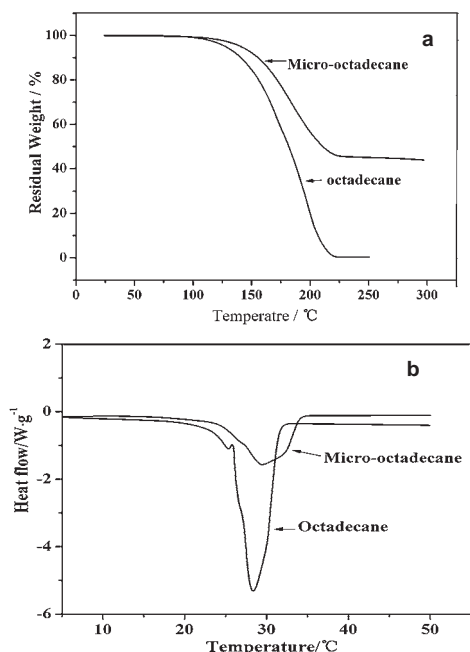 a
100
80
60
40
20
0
Residual Weight / %
Micro-octadecane
octadecane
0 50 100 150 200 250 300
Temperatre / ℃
b
2
0
-2
-4
-6
Heat flow/W·g-1
Micro-octadecane
Octadecane
10 20 30 40 50
Temperature/℃